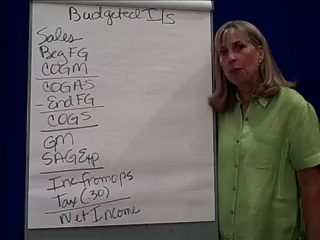 Budgeted I/s
Sales
Beg FG
COGM
COGAS
- End FG
COGS
GM
SAG Exp
Inc from ops
Tax (30)
Net Income